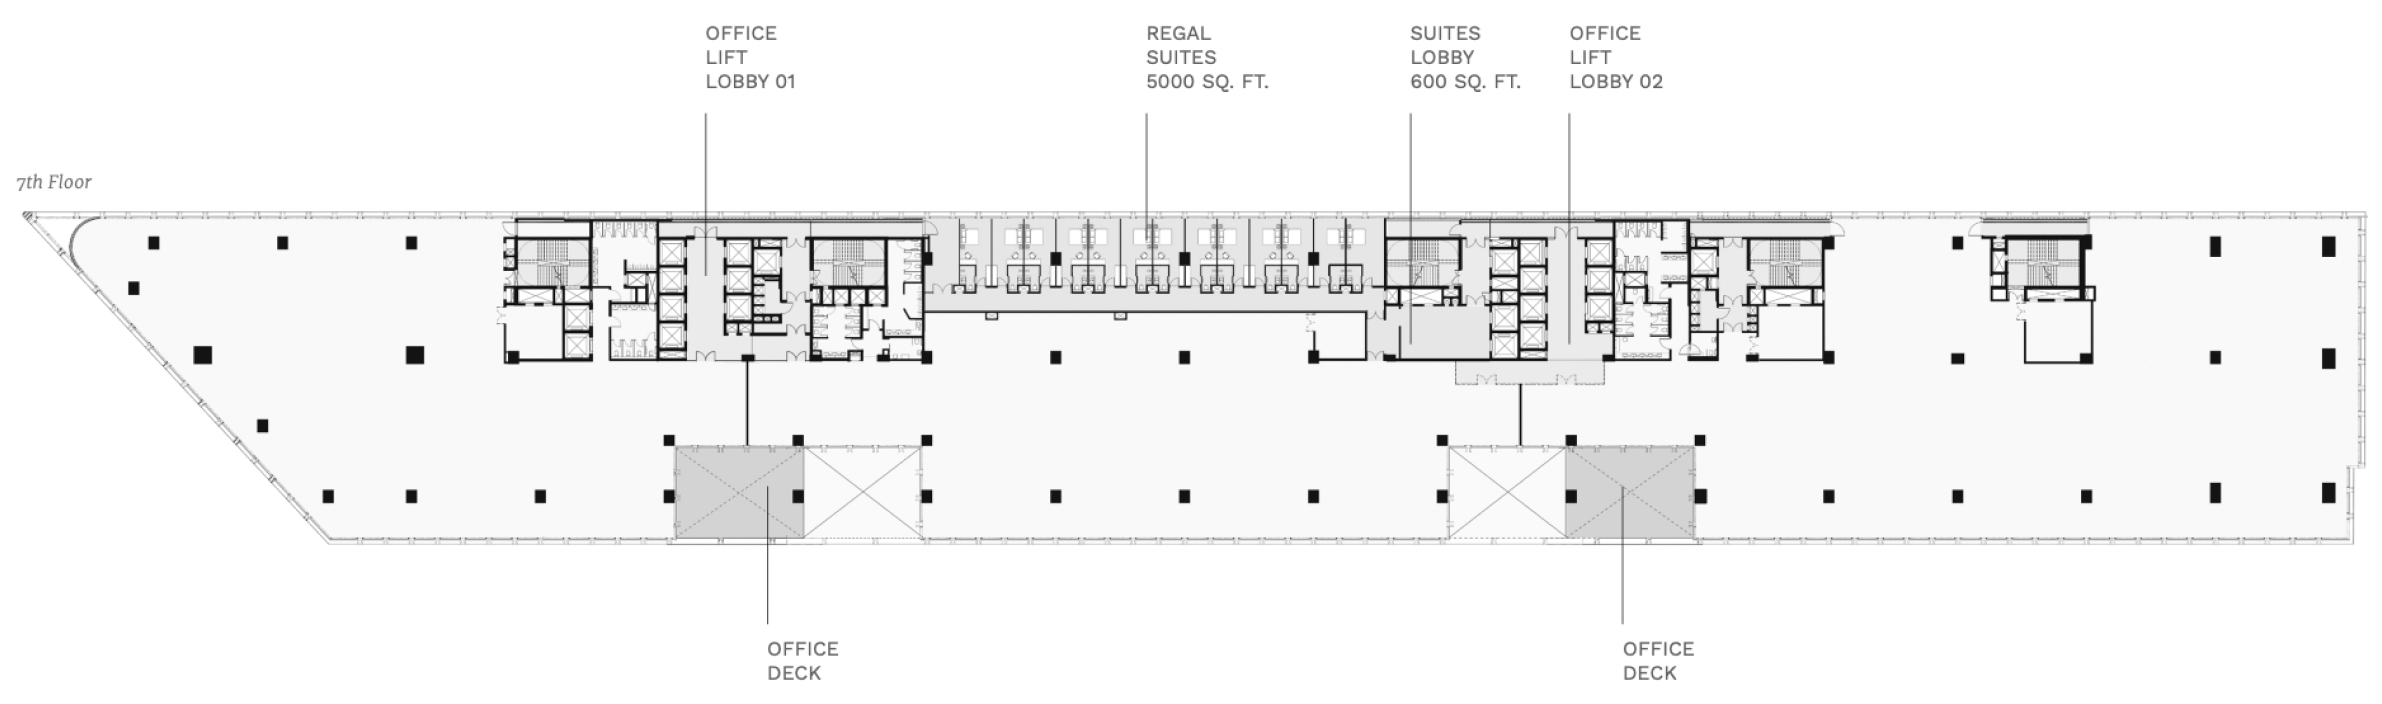 OFFICE
LIFT
LOBBY 01
REGAL
SUITES
5000 SQ. FT.
SUITES
LOBBY
600 SQ. FT.
OFFICE
LIFT
LOBBY 02
7th Floor
OFFICE
DECK
OFFICE
DECK